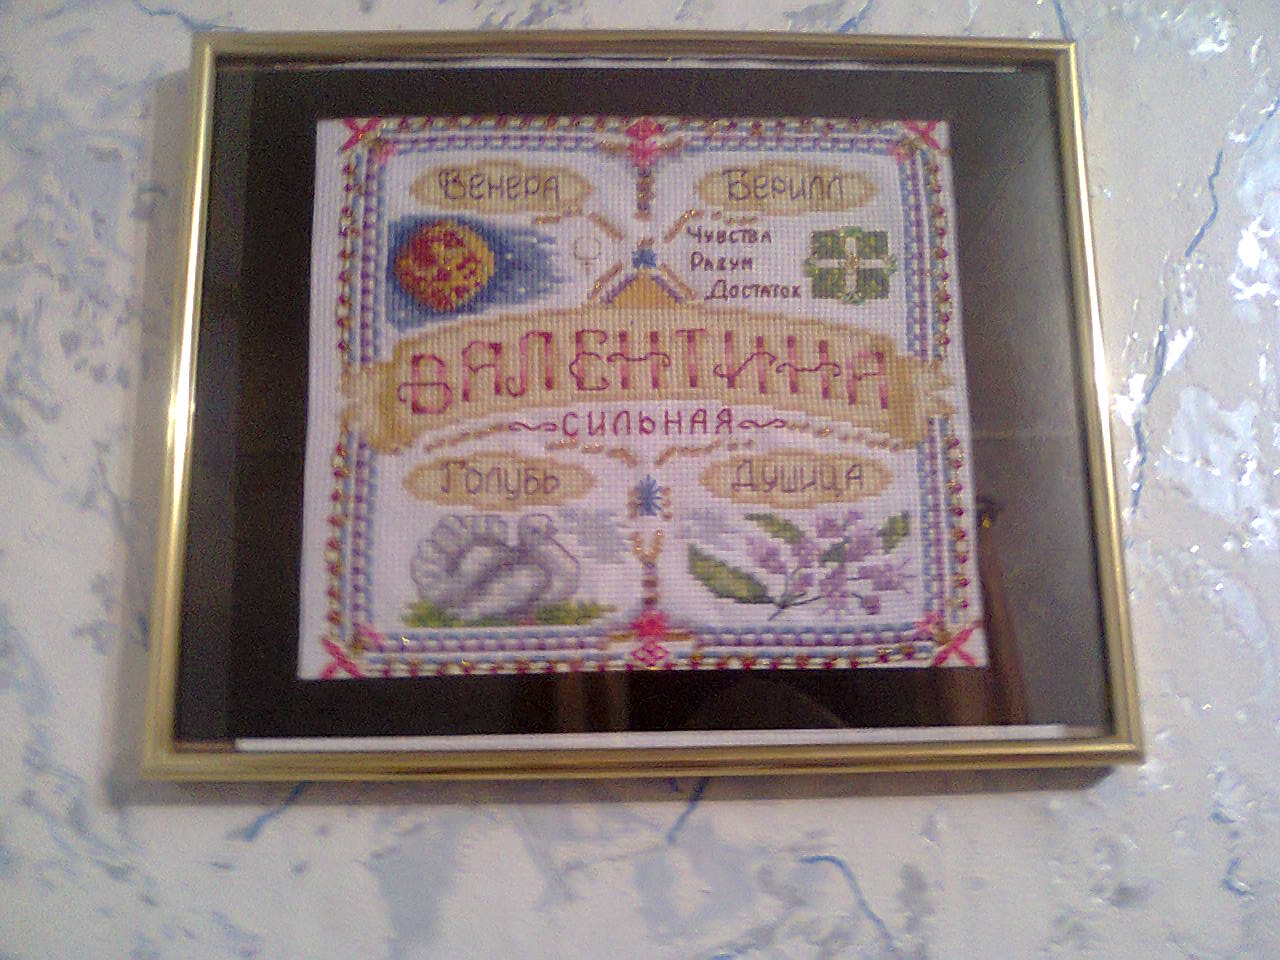 Венера
Берилл
Чувства
Разум
Достаток
ВАЛЕНТИНА
СИЛЬНАЯ
Голубь
Душица